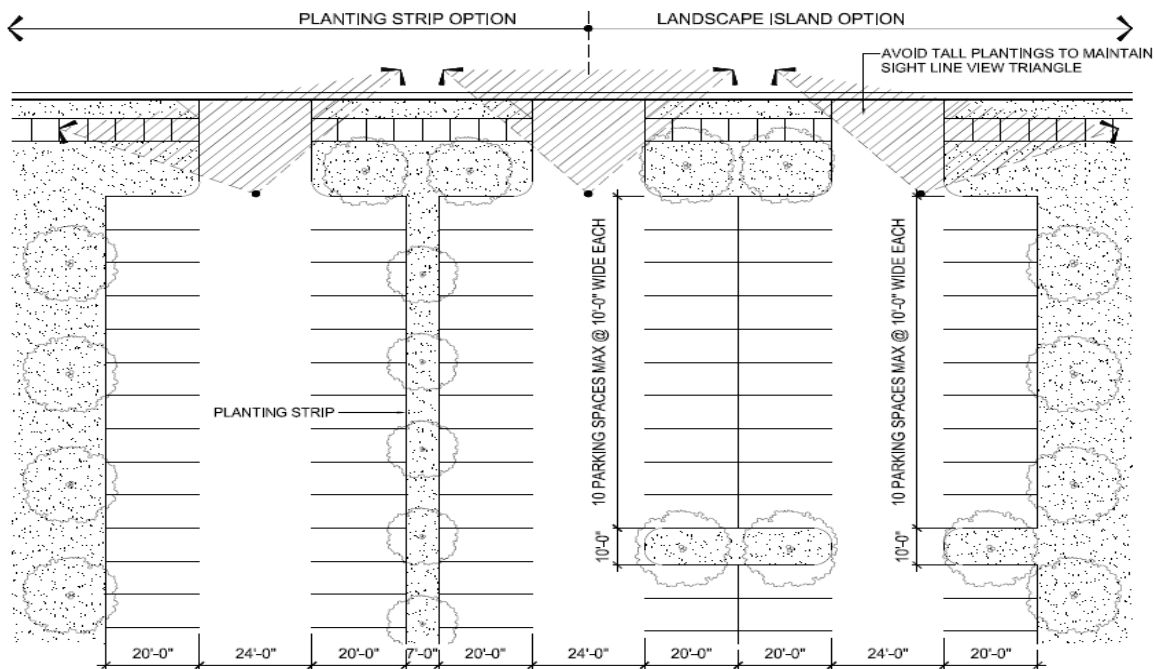 PLANTING STRIP OPTION
LANDSCAPE ISLAND OPTION
AVOID TALL PLANTINGS TO MAINTAIN
SIGHT LINE VIEW TRIANGLE
10 PARKING SPACES MAX @ 10'-0" WIDE EACH
10 PARKING SPACES MAX @ 10'-0" WIDE EACH
PLANTING STRIP
10'-0"
10'-0"
20'-0"
24'-0"
20'-0"
7'-0"
20'-0"
24'-0"
20'-0"
20'-0"
24'-0"
20'-0"